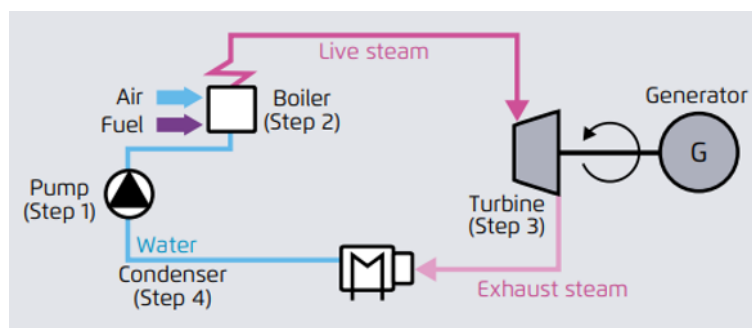 Live steam
Air
Fuel
Boiler
(Step 2)
Generator
G
Pump
(Step 1)
Turbine
(Step 3)
Water
Condenser
(Step 4)
Exhaust steam